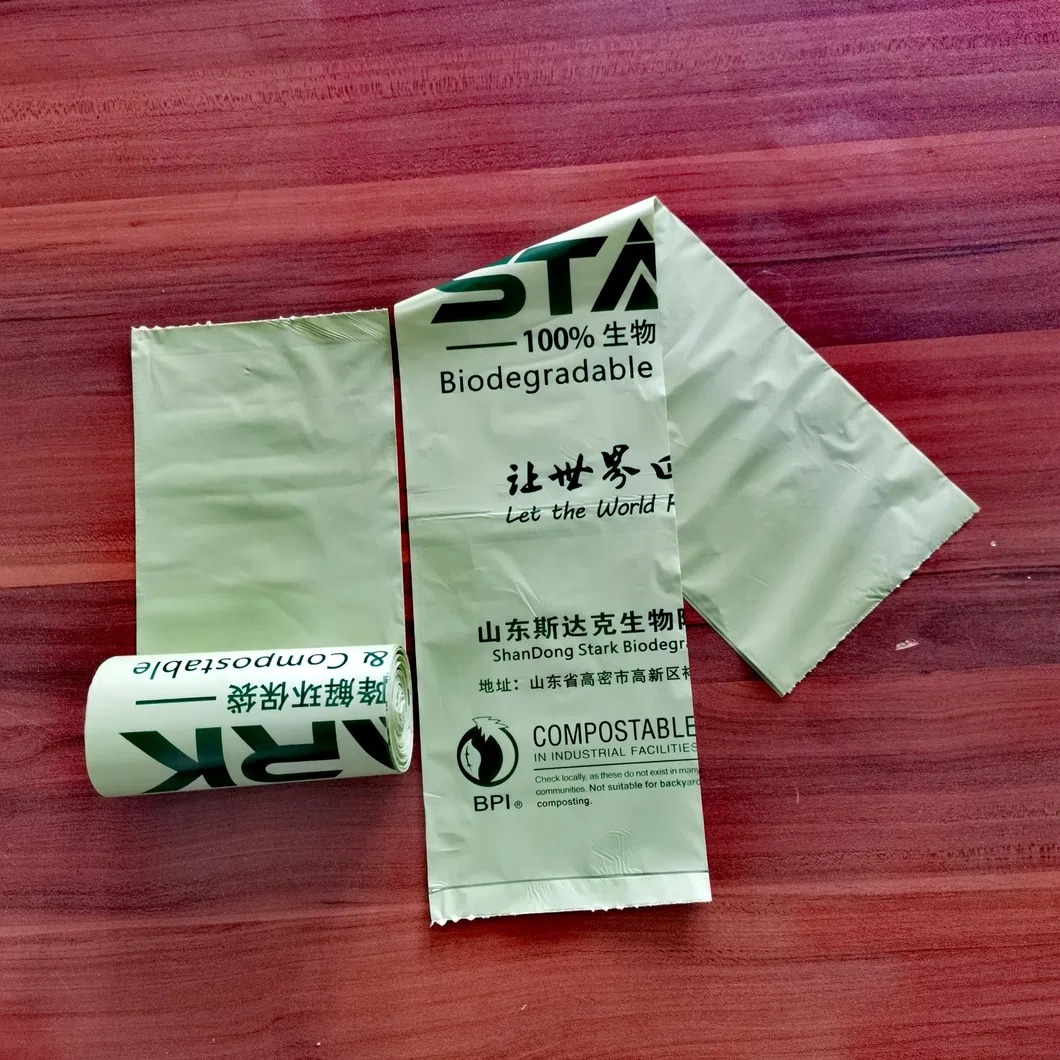 STA
100% 生物
Biodegradable
让世界
Let the World
山东斯达克生物
ShanDong Stark Biodegr
地址：山东省高密市高新区
COMPOSTABLE
IN INDUSTRIAL FACILITIES
Check locally, as these do not exist in many
communities. Not suitable for backyard
composting.
BPI®
ARK
降解环保袋
& Compostable